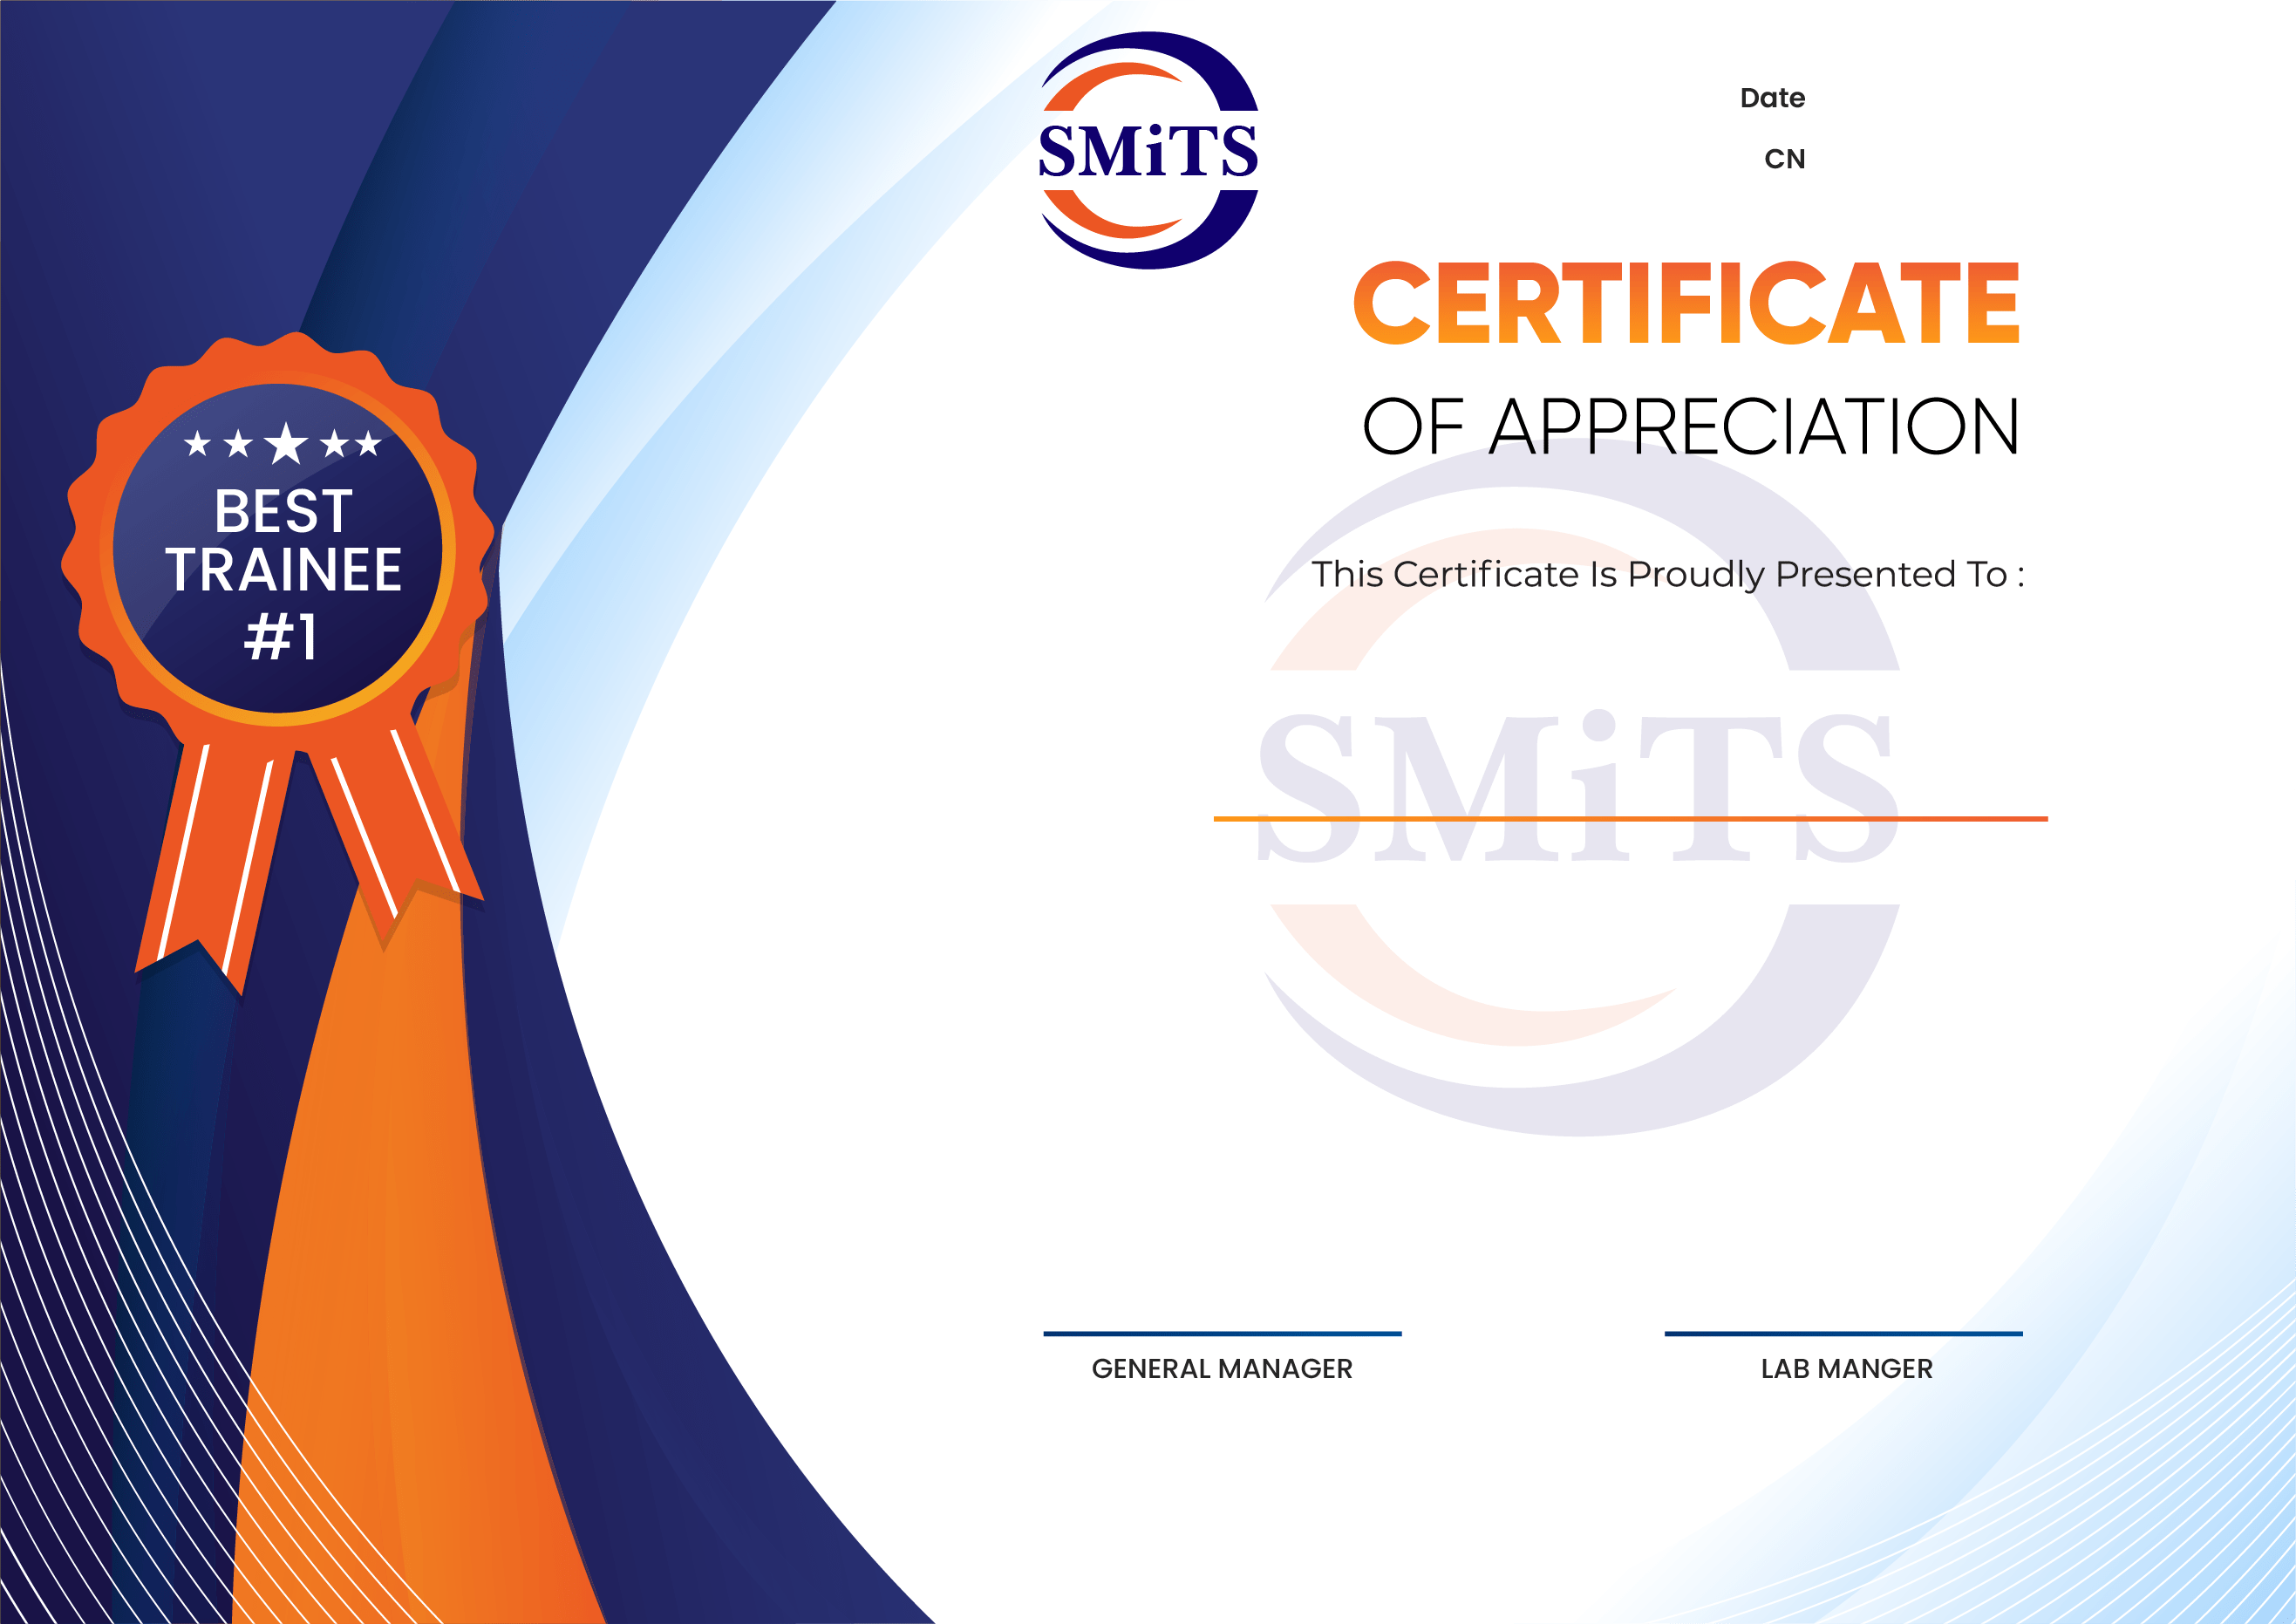 SMiTS
Date
CN
CERTIFICATE
OF APPRECIATION
BEST
TRAINEE
#1
This Certificate Is Proudly Presented To :
SMiTS
GENERAL MANAGER
LAB MANGER